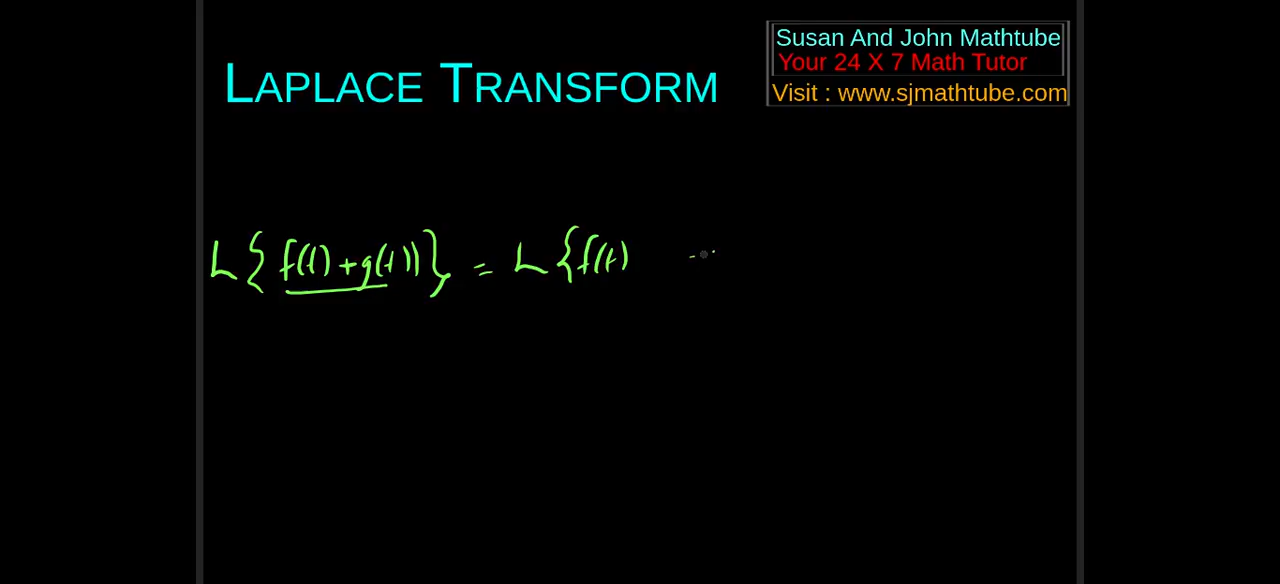 Susan And John Mathtube
Your 24 X 7 Math Tutor
Visit : www.sjmathtube.com
LAPLACE TRANSFORM
L{f(t)+g(t))} = L{f(t)